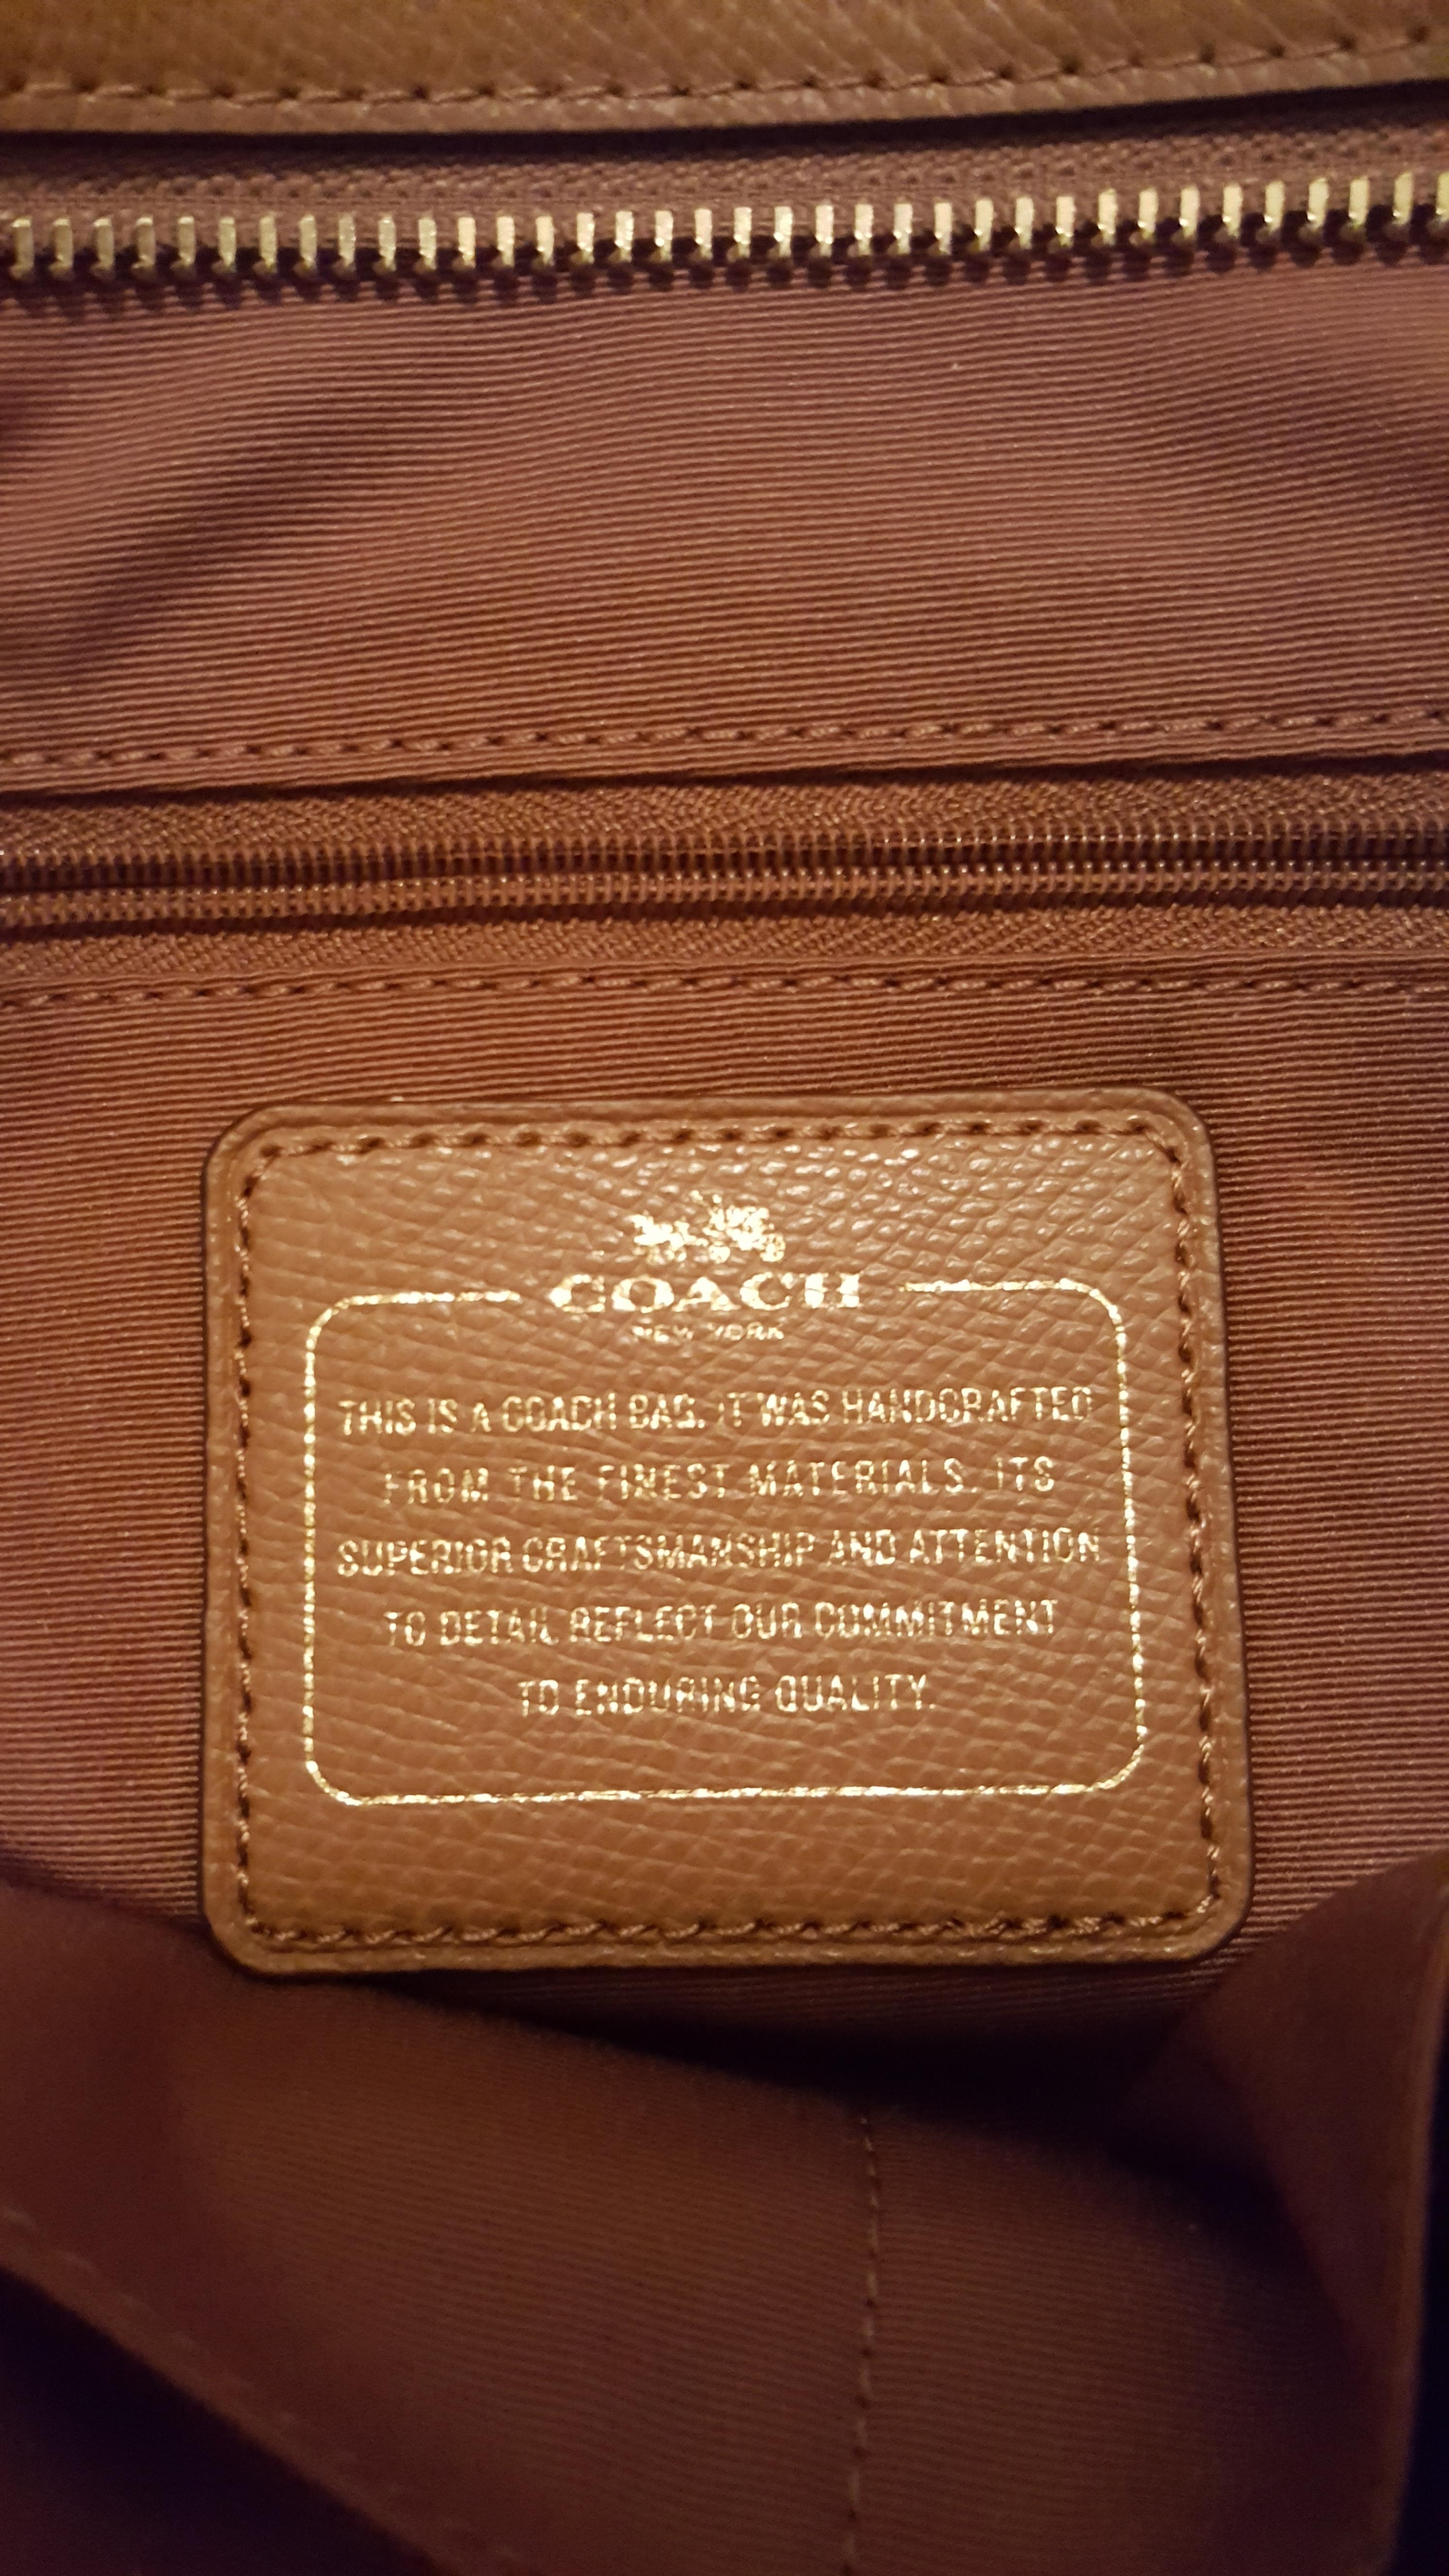 COACH
NEW YORK
THIS IS A COACH BAG. IT WAS HANDCRAFTED
FROM THE FINEST MATERIALS. ITS
SUPERIOR CRAFTSMANSHIP AND ATTENTION
TO DETAIL REFLECT OUR COMMITMENT
TO ENDURING QUALITY.